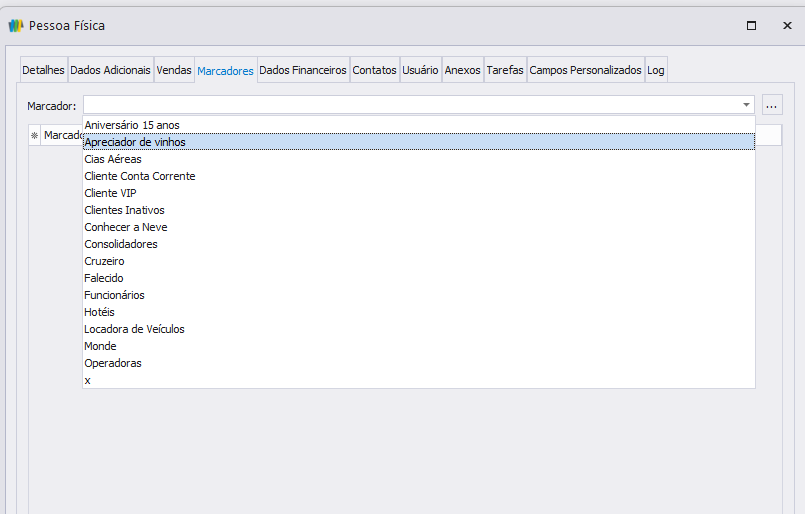 Pessoa Física
Detalhes Dados Adicionais Vendas Marcadores Dados Financeiros Contatos Usuário Anexos Tarefas Campos Personalizados Log
Marcador: ...
Aniversário 15 anos
Apreciador de vinhos
Cias Aéreas
Cliente Conta Corrente
Cliente VIP
Clientes Inativos
Conhecer a Neve
Consolidadores
Cruzeiro
Falecido
Funcionários
Hotéis
Locadora de Veículos
Monde
Operadoras
x